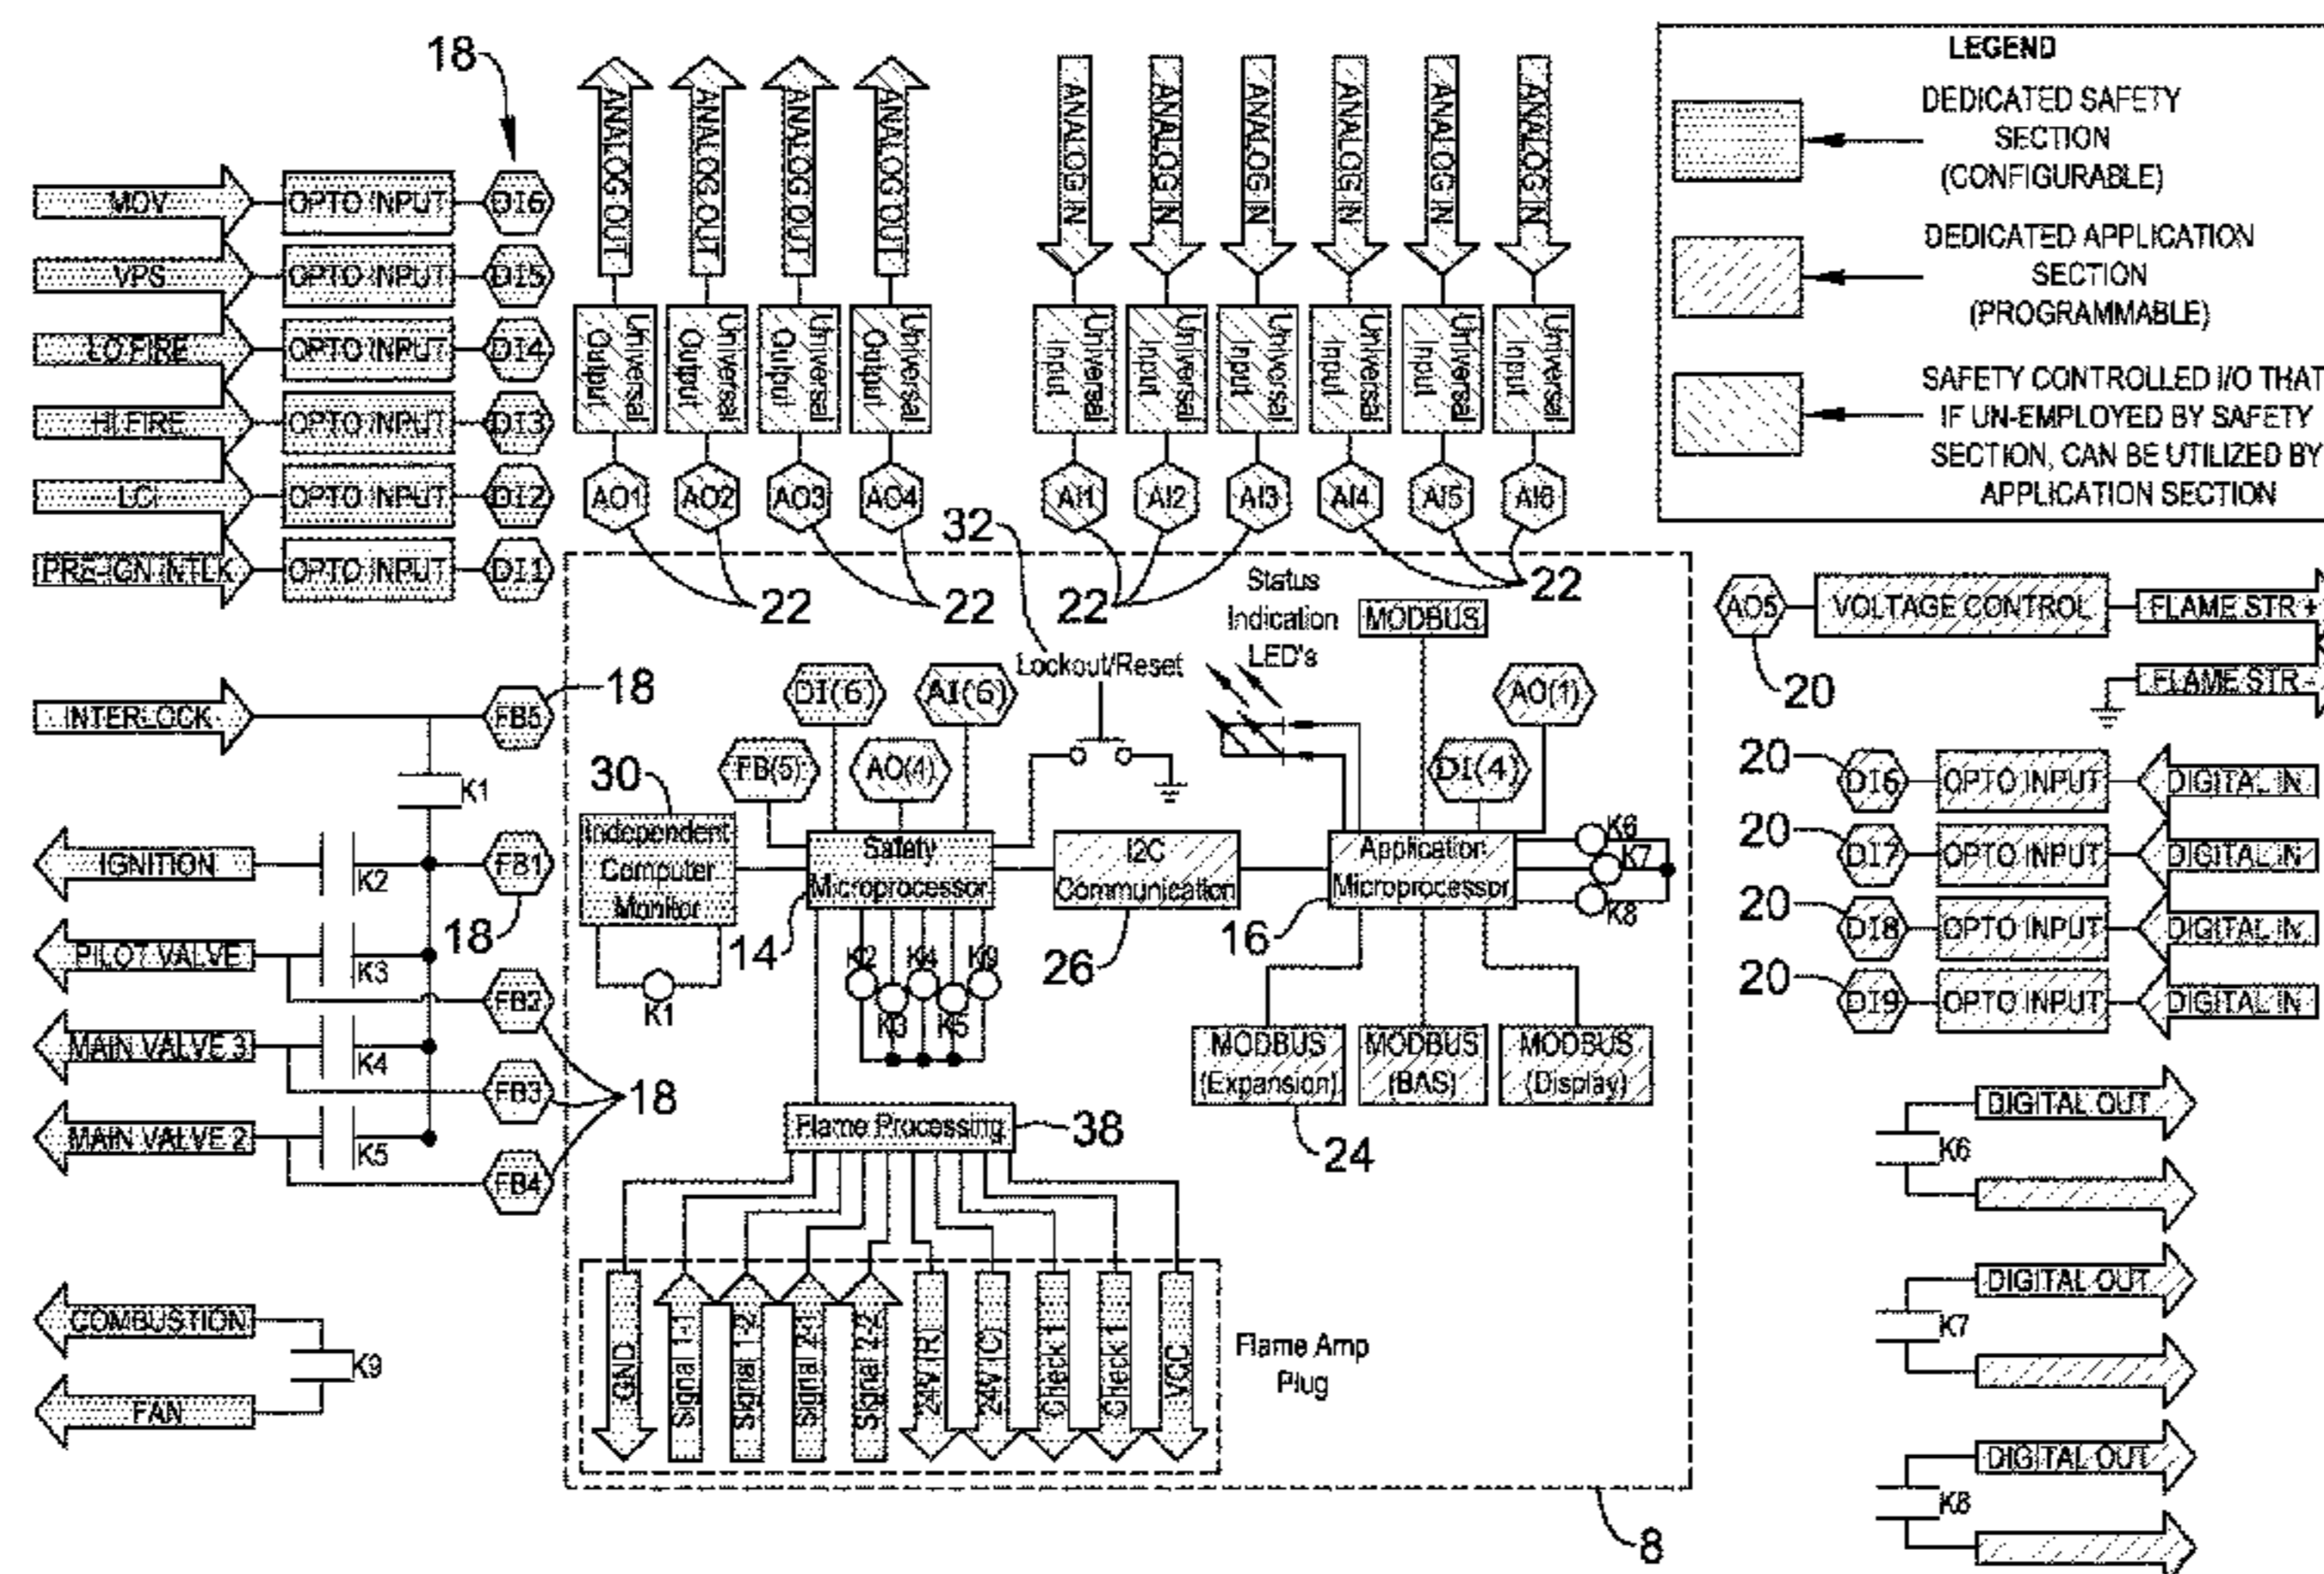 18
MOV OPTO INPUT DI6
VPS OPTO INPUT DI5
LO FIRE OPTO INPUT DI4
HI FIRE OPTO INPUT DI3
LCI OPTO INPUT DI2
PRE-IGN INTLK OPTO INPUT DI1
ANALOG OUT ANALOG OUT ANALOG OUT ANALOG OUT
Universal Output Universal Output Universal Output Universal Output
AO1 AO2 AO3 AO4
22 22
ANALOG IN ANALOG IN ANALOG IN ANALOG IN ANALOG IN ANALOG IN
Universal Input Universal Input Universal Input Universal Input Universal Input Universal Input
AI1 AI2 AI3 AI4 AI5 AI6
22 22
LEGEND
DEDICATED SAFETY
SECTION
(CONFIGURABLE)
DEDICATED APPLICATION
SECTION
(PROGRAMMABLE)
SAFETY CONTROLLED I/O THAT
IF UN-EMPLOYED BY SAFETY
SECTION, CAN BE UTILIZED BY
APPLICATION SECTION
INTERLOCK FB5 18
K1
IGNITION K2 FB1
18
PILOT VALVE K3 FB2
MAIN VALVE 3 K4 FB3
18
MAIN VALVE 2 K5 FB4
COMBUSTION
K9
FAN
32
Lockout/Reset
Status
Indication
LED's
MODBUS
DI(6) AI(6) AO(1)
FB(5) AO(4) DI(4)
30
Independent
Computer
Monitor
K1
Safety
Microprocessor
14
K2 K4 K9
K3 K5
I2C
Communication
26
Application
Microprocessor
16
K6
K7
K8
MODBUS
(Expansion)
24
MODBUS
(BAS)
MODBUS
(Display)
Flame Processing 38
GND Signal 1-1 Signal 1-2 Signal 2-1 Signal 2-2 24V (R) 24V (C) Check 1 Check 1 VCC
Flame Amp
Plug
8
AO5 VOLTAGE CONTROL FLAME STR +
20 FLAME STR -
20 DI6 OPTO INPUT DIGITAL IN
20 DI7 OPTO INPUT DIGITAL IN
20 DI8 OPTO INPUT DIGITAL IN
20 DI9 OPTO INPUT DIGITAL IN
DIGITAL OUT
K6
DIGITAL OUT
K7
DIGITAL OUT
K8